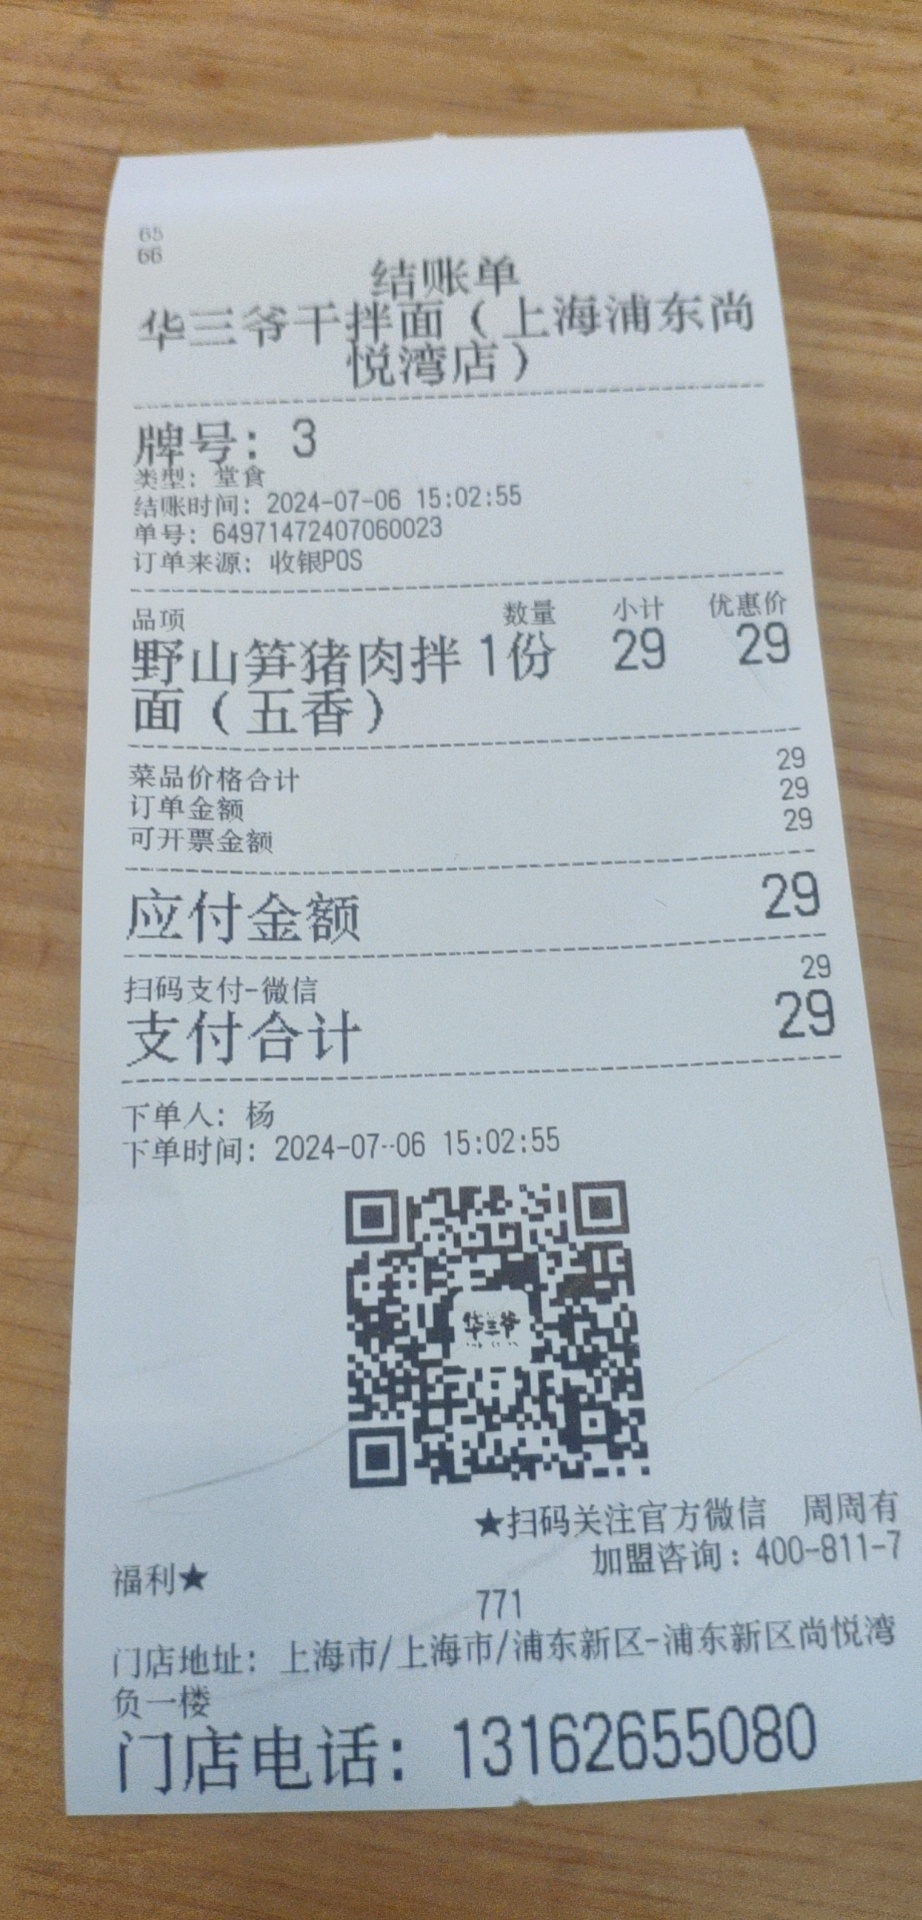 65
66
结账单
华三爷干拌面（上海浦东尚
悦湾店）
牌号：3
类型：堂食
结账时间：2024-07-06 15:02:55
单号：64971472407060023
订单来源：收银POS
品项 数量 小计 优惠价
野山笋猪肉拌 1份 29 29
面（五香）
菜品价格合计 29
订单金额 29
可开票金额 29
应付金额 29
扫码支付-微信 29
支付合计 29
下单人：杨
下单时间：2024-07-06 15:02:55
华三爷
★扫码关注官方微信 周周有
福利★ 加盟咨询：400-811-7
771
门店地址：上海市/上海市/浦东新区-浦东新区尚悦湾
负一楼
门店电话：13162655080